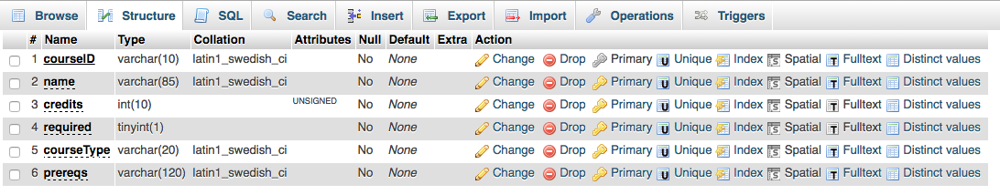 Browse Structure SQL Search Insert Export Import Operations Triggers
# Name Type Collation Attributes Null Default Extra Action
1 courseID varchar(10) latin1_swedish_ci No None Change Drop Primary Unique Index Spatial Fulltext Distinct values
2 name varchar(85) latin1_swedish_ci No None Change Drop Primary Unique Index Spatial Fulltext Distinct values
3 credits int(10) UNSIGNED No None Change Drop Primary Unique Index Spatial Fulltext Distinct values
4 required tinyint(1) No None Change Drop Primary Unique Index Spatial Fulltext Distinct values
5 courseType varchar(20) latin1_swedish_ci No None Change Drop Primary Unique Index Spatial Fulltext Distinct values
6 prereqs varchar(120) latin1_swedish_ci No None Change Drop Primary Unique Index Spatial Fulltext Distinct values